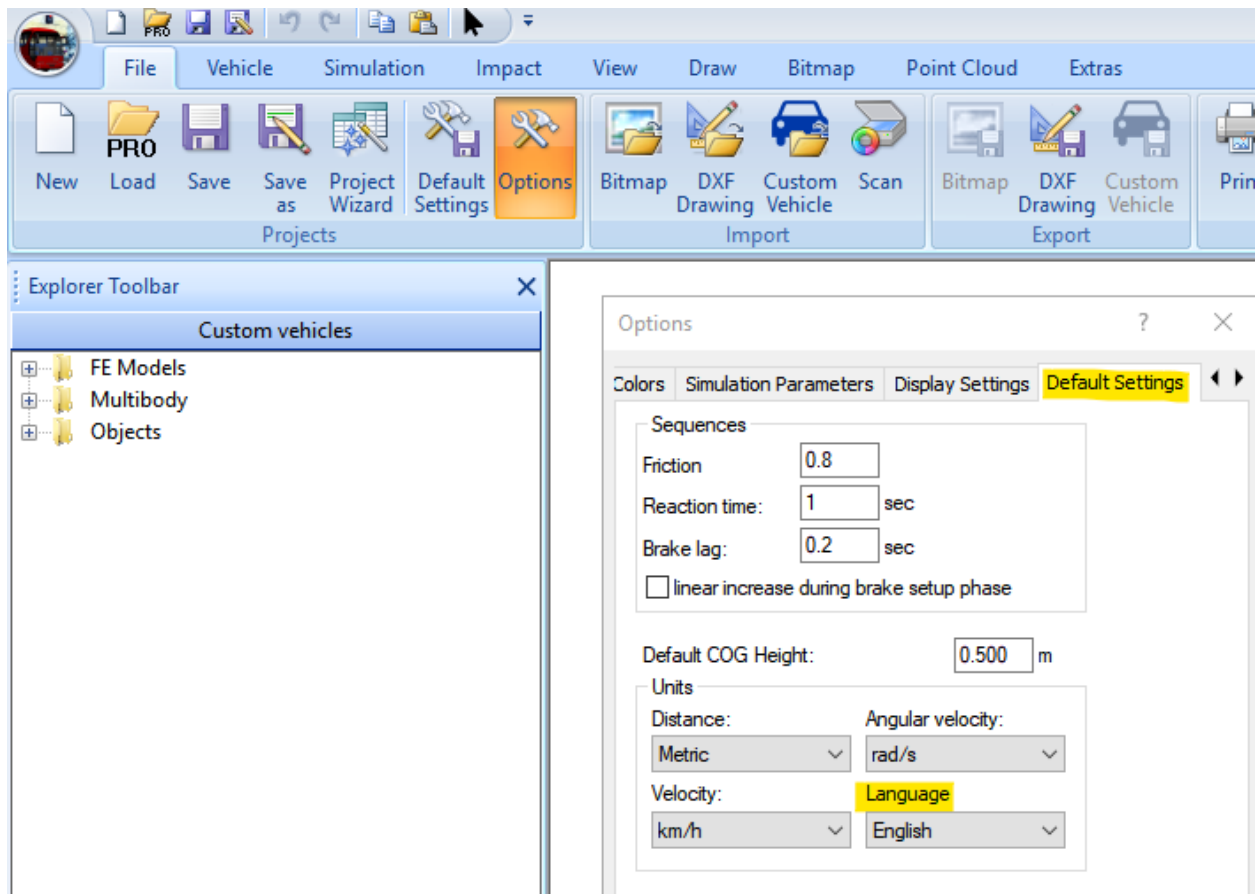 PRO
File Vehicle Simulation Impact View Draw Bitmap Point Cloud Extras
PRO
New Load Save Save as Project Wizard Default Settings Options Bitmap DXF Drawing Custom Vehicle Scan Bitmap DXF Drawing Custom Vehicle
Projects Import Export
Explorer Toolbar
Custom vehicles
FE Models
Multibody
Objects
Options ?
Colors Simulation Parameters Display Settings Default Settings
Sequences
Friction 0.8
Reaction time: 1 sec
Brake lag: 0.2 sec
linear increase during brake setup phase
Default COG Height: 0.500 m
Units
Distance: Angular velocity:
Metric rad/s
Velocity: Language
km/h English